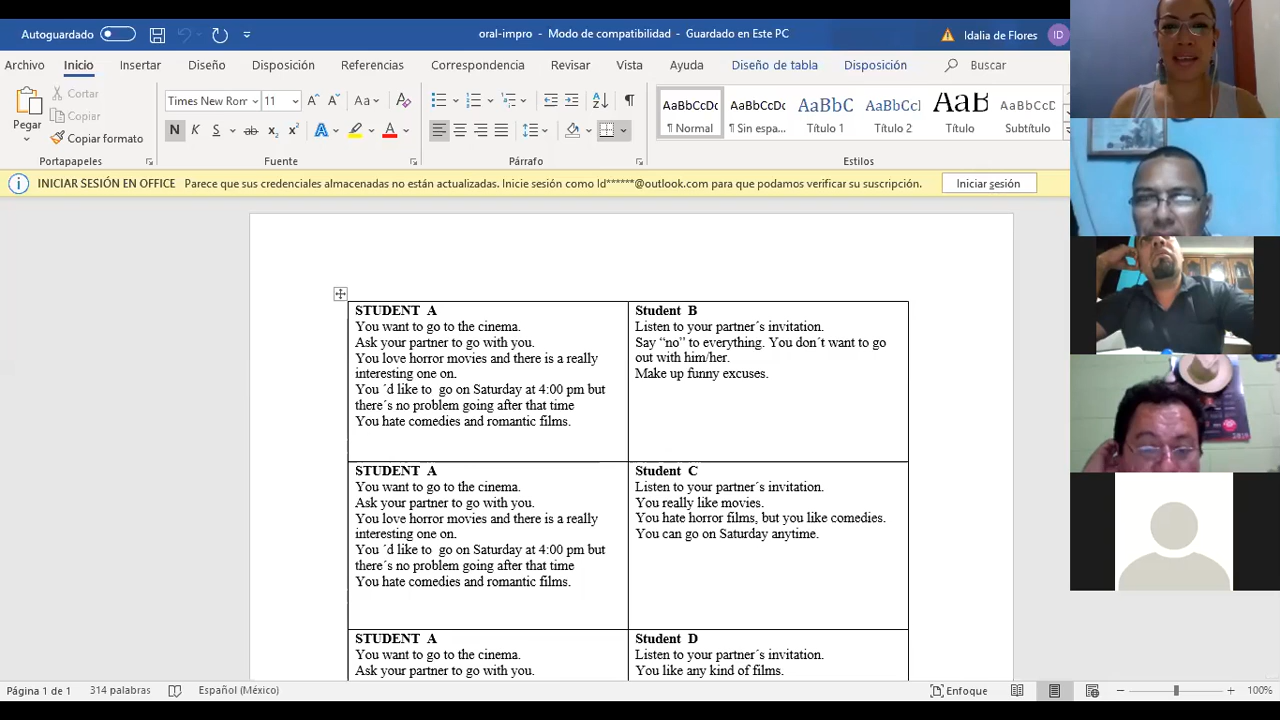 Autoguardado
oral-impro - Modo de compatibilidad - Guardado en Este PC
Idalia de Flores
ID
Archivo Inicio Insertar Diseño Disposición Referencias Correspondencia Revisar Vista Ayuda Diseño de tabla Disposición Buscar
Pegar
Cortar
Copiar
Copiar formato
Portapapeles
Times New Rom 11
N K S ab x₂ x²
Fuente
Párrafo
AaBbCcDc AaBbCcDc AaBbC AaBbCcI AaB AaBbCcD
¶ Normal ¶ Sin espa... Título 1 Título 2 Título Subtítulo
Estilos
INICIAR SESIÓN EN OFFICE Parece que sus credenciales almacenadas no están actualizadas. Inicie sesión como Id******@outlook.com para que podamos verificar su suscripción. Iniciar sesión
STUDENT A
You want to go to the cinema.
Ask your partner to go with you.
You love horror movies and there is a really
interesting one on.
You ´d like to go on Saturday at 4:00 pm but
there´s no problem going after that time
You hate comedies and romantic films.
Student B
Listen to your partner´s invitation.
Say “no” to everything. You don´t want to go
out with him/her.
Make up funny excuses.
STUDENT A
You want to go to the cinema.
Ask your partner to go with you.
You love horror movies and there is a really
interesting one on.
You ´d like to go on Saturday at 4:00 pm but
there´s no problem going after that time
You hate comedies and romantic films.
Student C
Listen to your partner´s invitation.
You really like movies.
You hate horror films, but you like comedies.
You can go on Saturday anytime.
STUDENT A
You want to go to the cinema.
Ask your partner to go with you.
Student D
Listen to your partner´s invitation.
You like any kind of films.
Página 1 de 1 314 palabras Español (México) Enfoque 100%